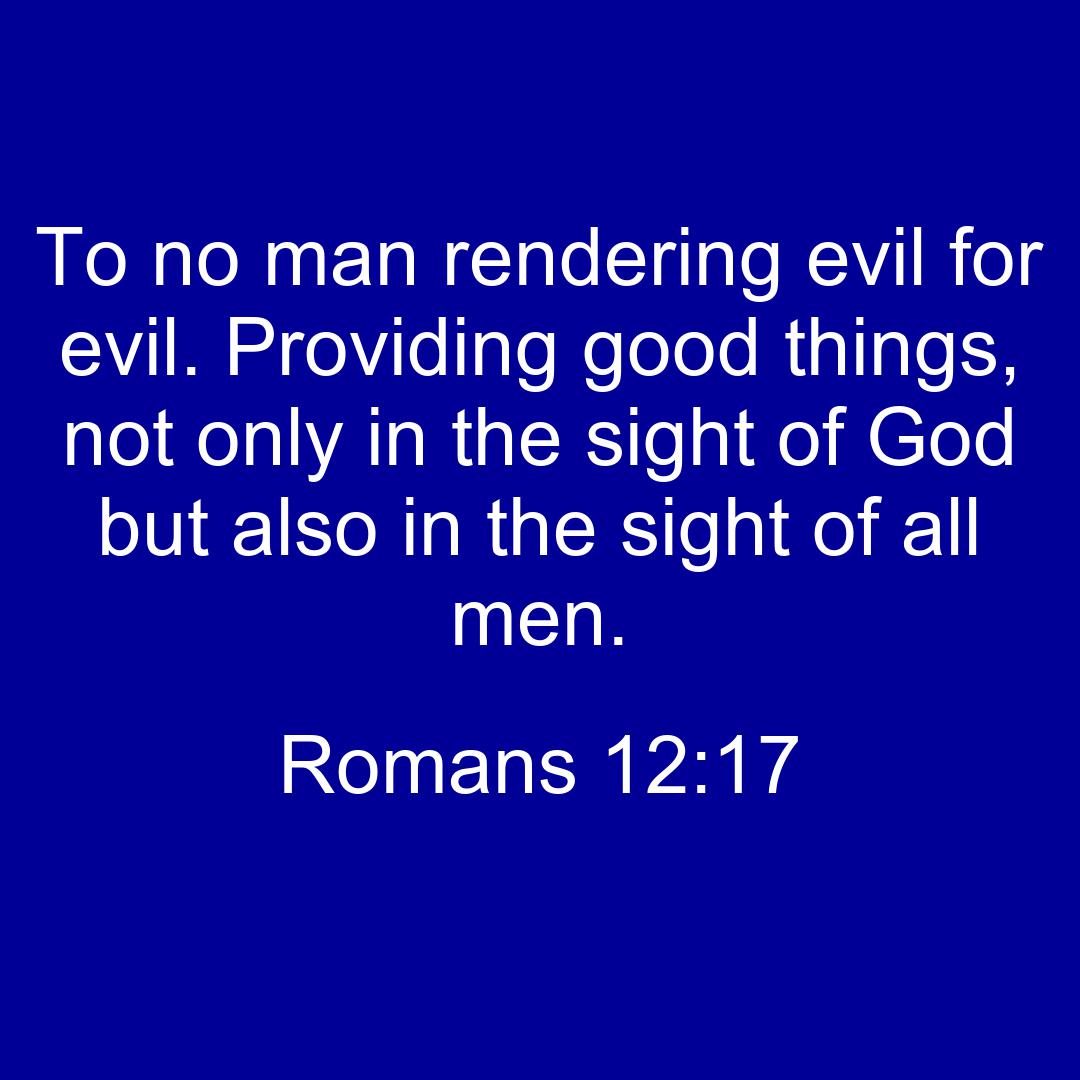 To no man rendering evil for
evil. Providing good things,
not only in the sight of God
but also in the sight of all
men.
Romans 12:17